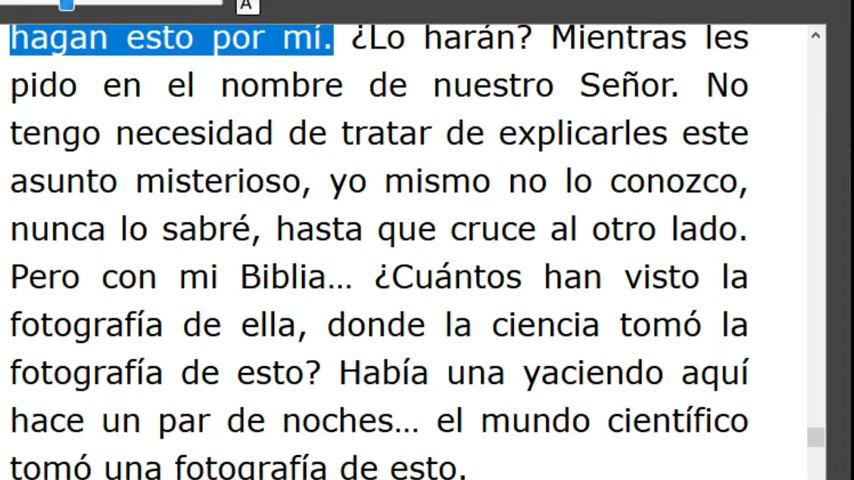 A
hagan esto por mí. ¿Lo harán? Mientras les
pido en el nombre de nuestro Señor. No
tengo necesidad de tratar de explicarles este
asunto misterioso, yo mismo no lo conozco,
nunca lo sabré, hasta que cruce al otro lado.
Pero con mi Biblia… ¿Cuántos han visto la
fotografía de ella, donde la ciencia tomó la
fotografía de esto? Había una yaciendo aquí
hace un par de noches… el mundo científico
tomó una fotografía de esto.